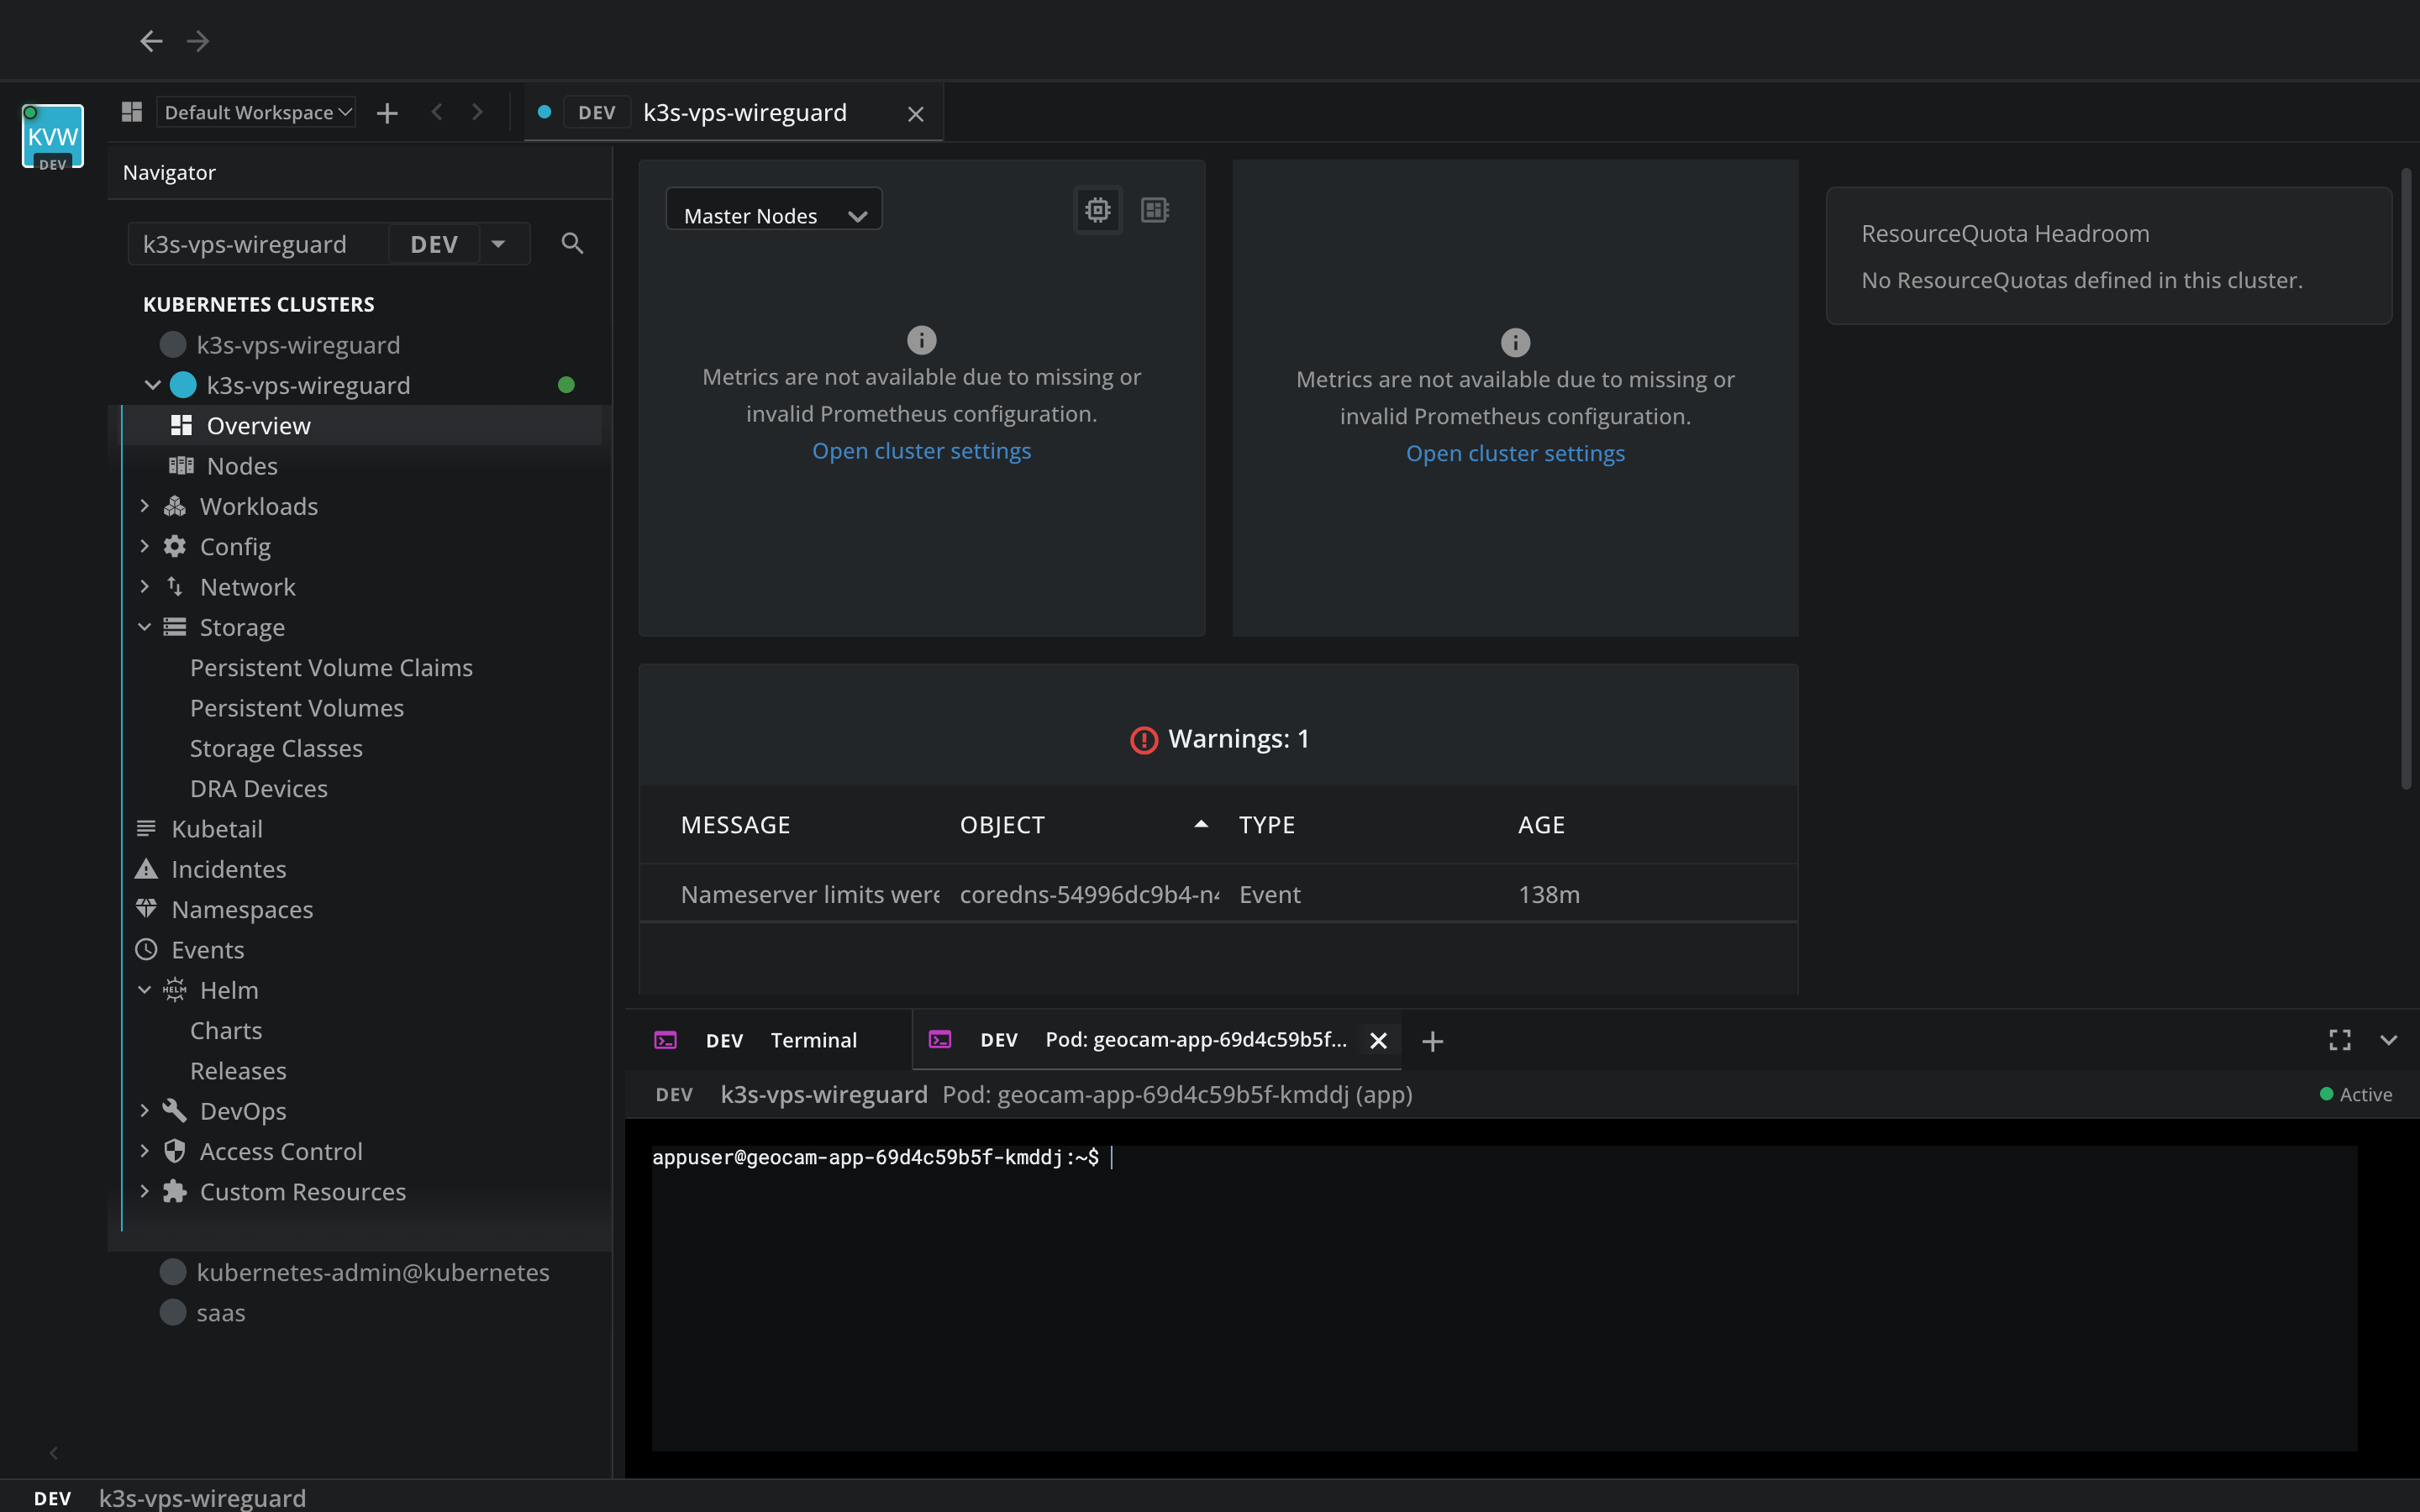 KVW
DEV
Default Workspace
DEV k3s-vps-wireguard
Navigator
k3s-vps-wireguard DEV
KUBERNETES CLUSTERS
k3s-vps-wireguard
k3s-vps-wireguard
Overview
Nodes
Workloads
Config
Network
Storage
Persistent Volume Claims
Persistent Volumes
Storage Classes
DRA Devices
Kubetail
Incidentes
Namespaces
Events
HELM Helm
Charts
Releases
DevOps
Access Control
Custom Resources
kubernetes-admin@kubernetes
saas
Master Nodes
Metrics are not available due to missing or
invalid Prometheus configuration.
Open cluster settings
Metrics are not available due to missing or
invalid Prometheus configuration.
Open cluster settings
ResourceQuota Headroom
No ResourceQuotas defined in this cluster.
Warnings: 1
MESSAGE OBJECT TYPE AGE
Nameserver limits were coredns-54996dc9b4-n Event 138m
DEV Terminal DEV Pod: geocam-app-69d4c59b5f...
DEV k3s-vps-wireguard Pod: geocam-app-69d4c59b5f-kmddj (app) Active
appuser@geocam-app-69d4c59b5f-kmddj:~$
DEV k3s-vps-wireguard